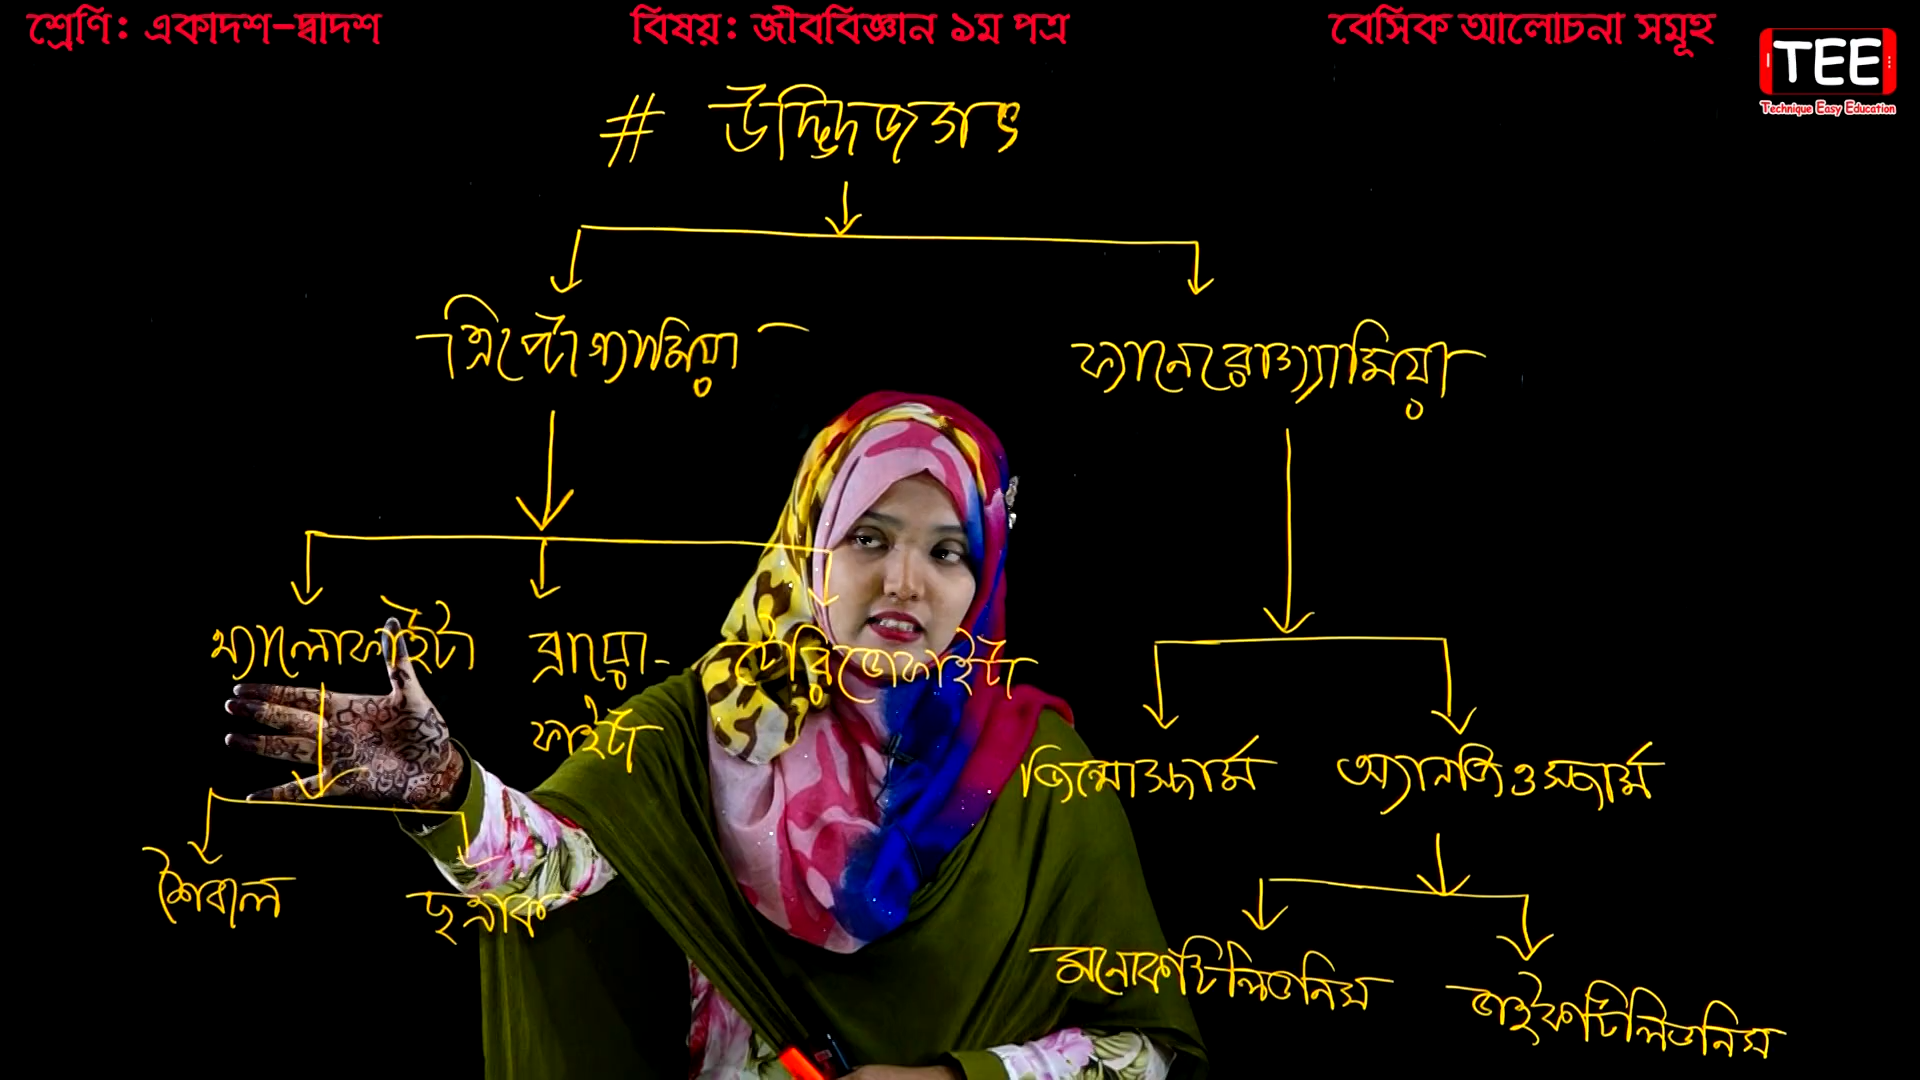 শ্রেণি: একাদশ-দ্বাদশ
বিষয়: জীববিজ্ঞান ১ম পত্র
বেসিক আলোচনা সমূহ
TEE
Technique Easy Education
# উদ্ভিদজগৎ
ক্রিপ্টোগ্যামিয়া
ফ্যানেরোগ্যামিয়া
থ্যালোফাইটা
ব্রায়ো-
ফাইটা
টেরিডোফাইটা
জিম্নোস্পার্ম
অ্যানজিওস্পার্ম
শৈবাল
ছত্রাক
মনোকটিলিডনিস
ডাইকটিলিডনিস